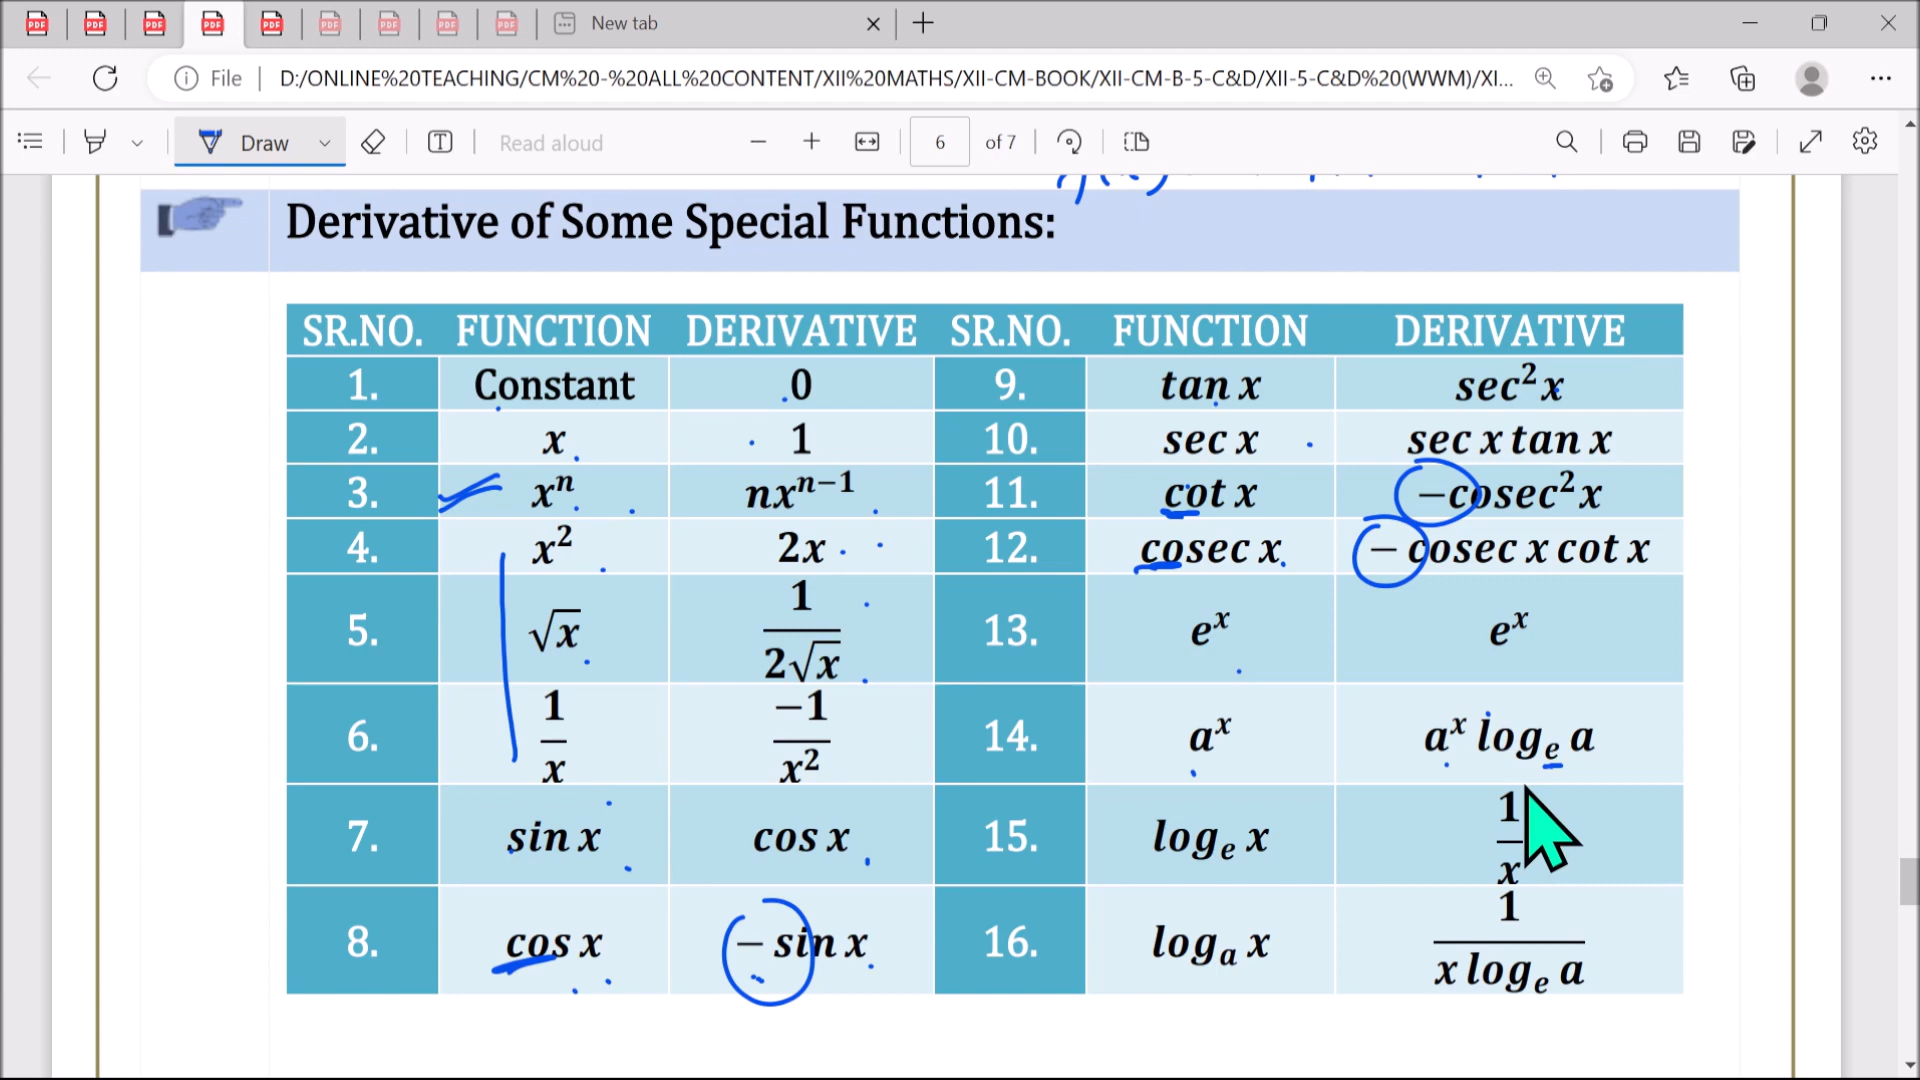 New tab
File
D:/ONLINE%20TEACHING/CM%20-%20ALL%20CONTENT/XII%20MATHS/XII-CM-BOOK/XII-CM-B-5-C&D/XII-5-C&D%20(WWM)/XI...
Draw
Read aloud
6 of 7
Derivative of Some Special Functions:
SR.NO. FUNCTION DERIVATIVE SR.NO. FUNCTION DERIVATIVE
1. Constant 0 9. tan x sec²x
2. x 1 10. sec x sec x tan x
3. xⁿ nxⁿ⁻¹ 11. cot x −cosec²x
4. x² 2x 12. cosec x − cosec x cot x
5. √x 1/(2√x) 13. eˣ eˣ
6. 1/x −1/x² 14. aˣ aˣ logₑ a
7. sin x cos x 15. logₑ x 1/x
8. cos x − sin x 16. logₐ x 1/(x logₑ a)